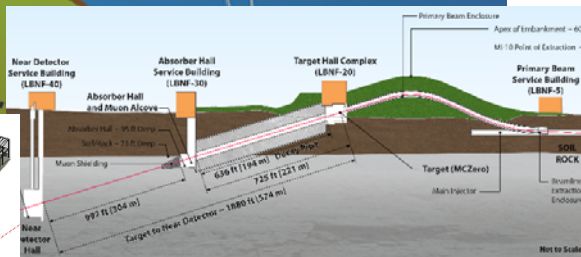 Primary Beam Enclosure
Apex of Embankment ~ 60
MI-10 Point of Extraction
Near Detector
Service Building
(LBNF-40)
Absorber Hall
Service Building
(LBNF-30)
Target Hall Complex
(LBNF-20)
Primary Beam
Service Building
(LBNF-5)
Absorber Hall
and Muon Alcove
Absorber Hall ~ 95 ft Deep
Muon Shielding
636 ft (194 m) Decay Pipe
725 ft (221 m)
Target (MCZero)
Main Injector
SOIL
ROCK
997 ft (304 m)
Target to Near Detector ~ 1880 ft (574 m)
Beamline
Extraction
Enclosure
Near
Detector
Hall
Not to Scale